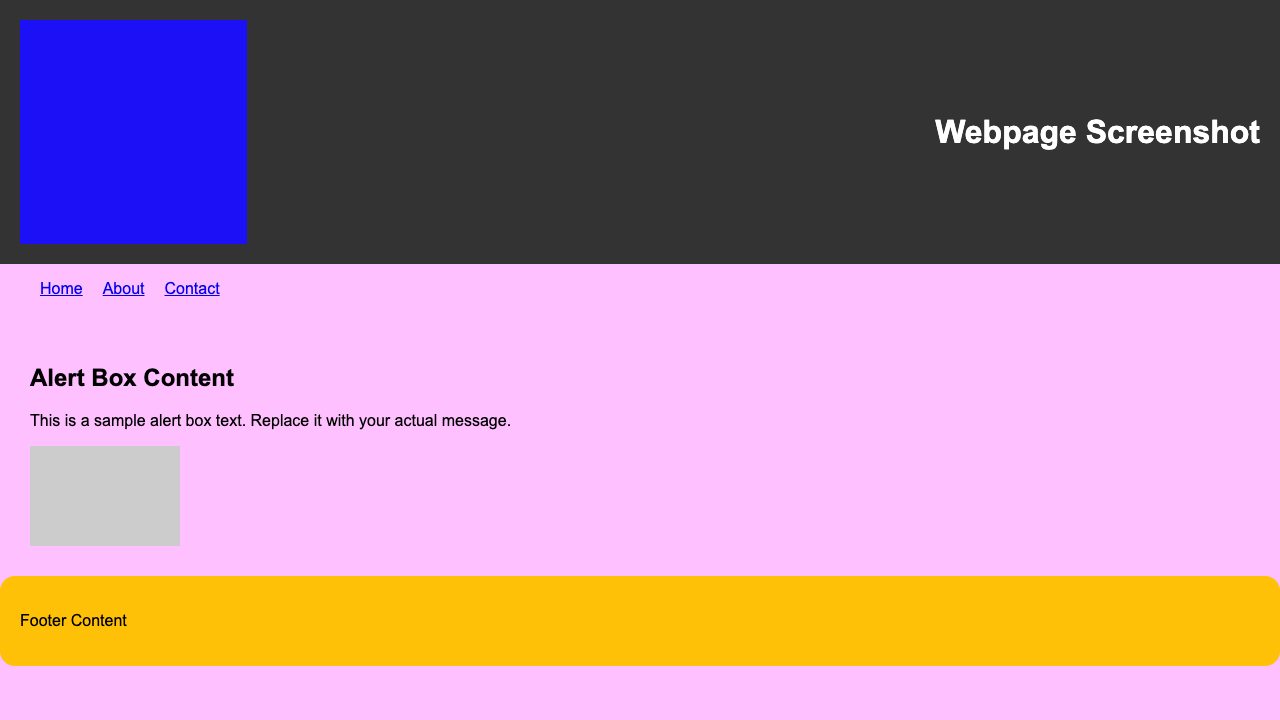 Webpage Screenshot
Home About Contact
Alert Box Content
This is a sample alert box text. Replace it with your actual message.
Footer Content